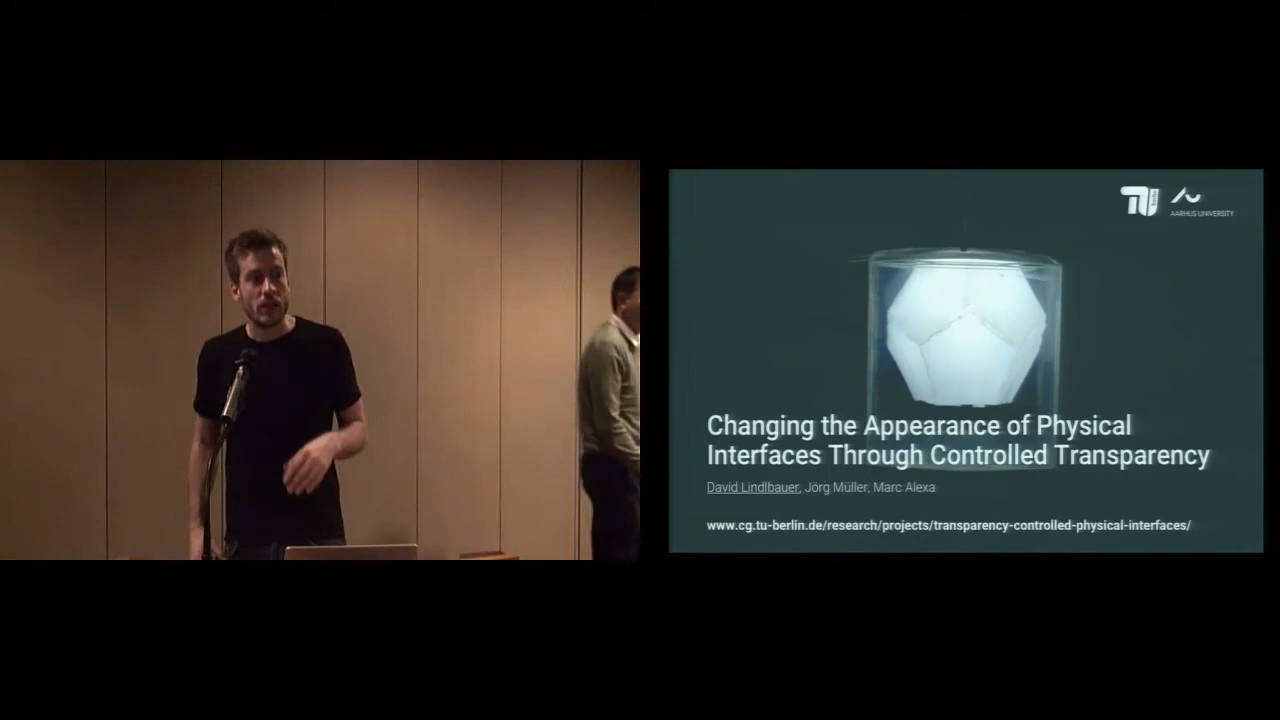 AARHUS UNIVERSITY
Changing the Appearance of Physical
Interfaces Through Controlled Transparency
David Lindlbauer, Jörg Müller, Marc Alexa
www.cg.tu-berlin.de/research/projects/transparency-controlled-physical-interfaces/